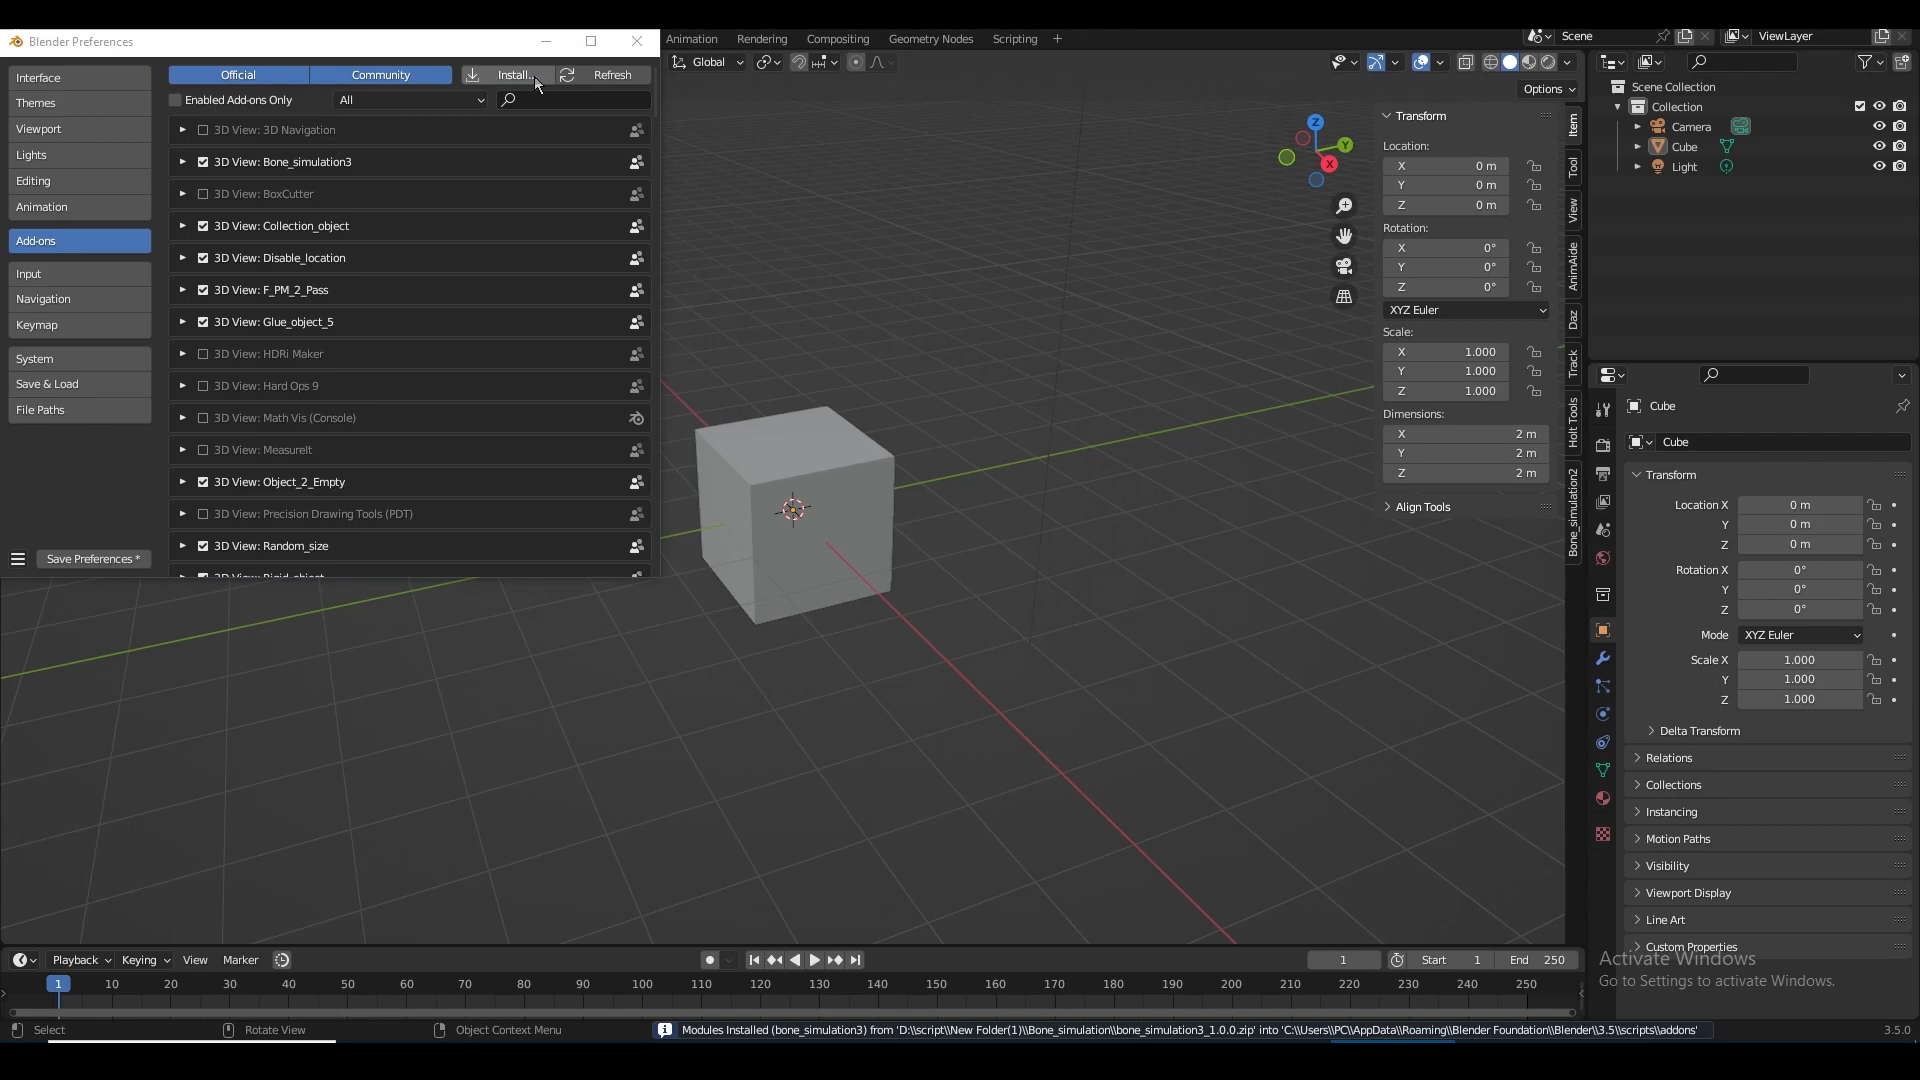 Blender Preferences
Interface
Themes
Viewport
Lights
Editing
Animation
Add-ons
Input
Navigation
Keymap
System
Save & Load
File Paths
Save Preferences *
Official
Community
Install...
Refresh
Enabled Add-ons Only
All
3D View: 3D Navigation
3D View: Bone_simulation3
3D View: BoxCutter
3D View: Collection_object
3D View: Disable_location
3D View: F_PM_2_Pass
3D View: Glue_object_5
3D View: HDRi Maker
3D View: Hard Ops 9
3D View: Math Vis (Console)
3D View: MeasureIt
3D View: Object_2_Empty
3D View: Precision Drawing Tools (PDT)
3D View: Random_size
3D View: Rigid_object
Animation Rendering Compositing Geometry Nodes Scripting +
Global
Options
Z
Y
X
Transform
Location:
X 0 m
Y 0 m
Z 0 m
Rotation:
X 0°
Y 0°
Z 0°
XYZ Euler
Scale:
X 1.000
Y 1.000
Z 1.000
Dimensions:
X 2 m
Y 2 m
Z 2 m
Align Tools
Item
Tool
View
AnimAide
Daz
Track
Holt Tools
Bone_simulation2
Scene
ViewLayer
Scene Collection
Collection
Camera
Cube
Light
Cube
Cube
Transform
Location X 0 m
Y 0 m
Z 0 m
Rotation X 0°
Y 0°
Z 0°
Mode XYZ Euler
Scale X 1.000
Y 1.000
Z 1.000
Delta Transform
Relations
Collections
Instancing
Motion Paths
Visibility
Viewport Display
Line Art
Custom Properties
Activate Windows
Go to Settings to activate Windows.
Playback Keying View Marker
1
Start 1
End 250
1 10 20 30 40 50 60 70 80 90 100 110 120 130 140 150 160 170 180 190 200 210 220 230 240 250
Select
Rotate View
Object Context Menu
Modules Installed (bone_simulation3) from 'D:\\script\\New Folder(1)\\Bone_simulation\\bone_simulation3_1.0.0.zip' into 'C:\\Users\\PC\\AppData\\Roaming\\Blender Foundation\\Blender\\3.5\\scripts\\addons'
3.5.0